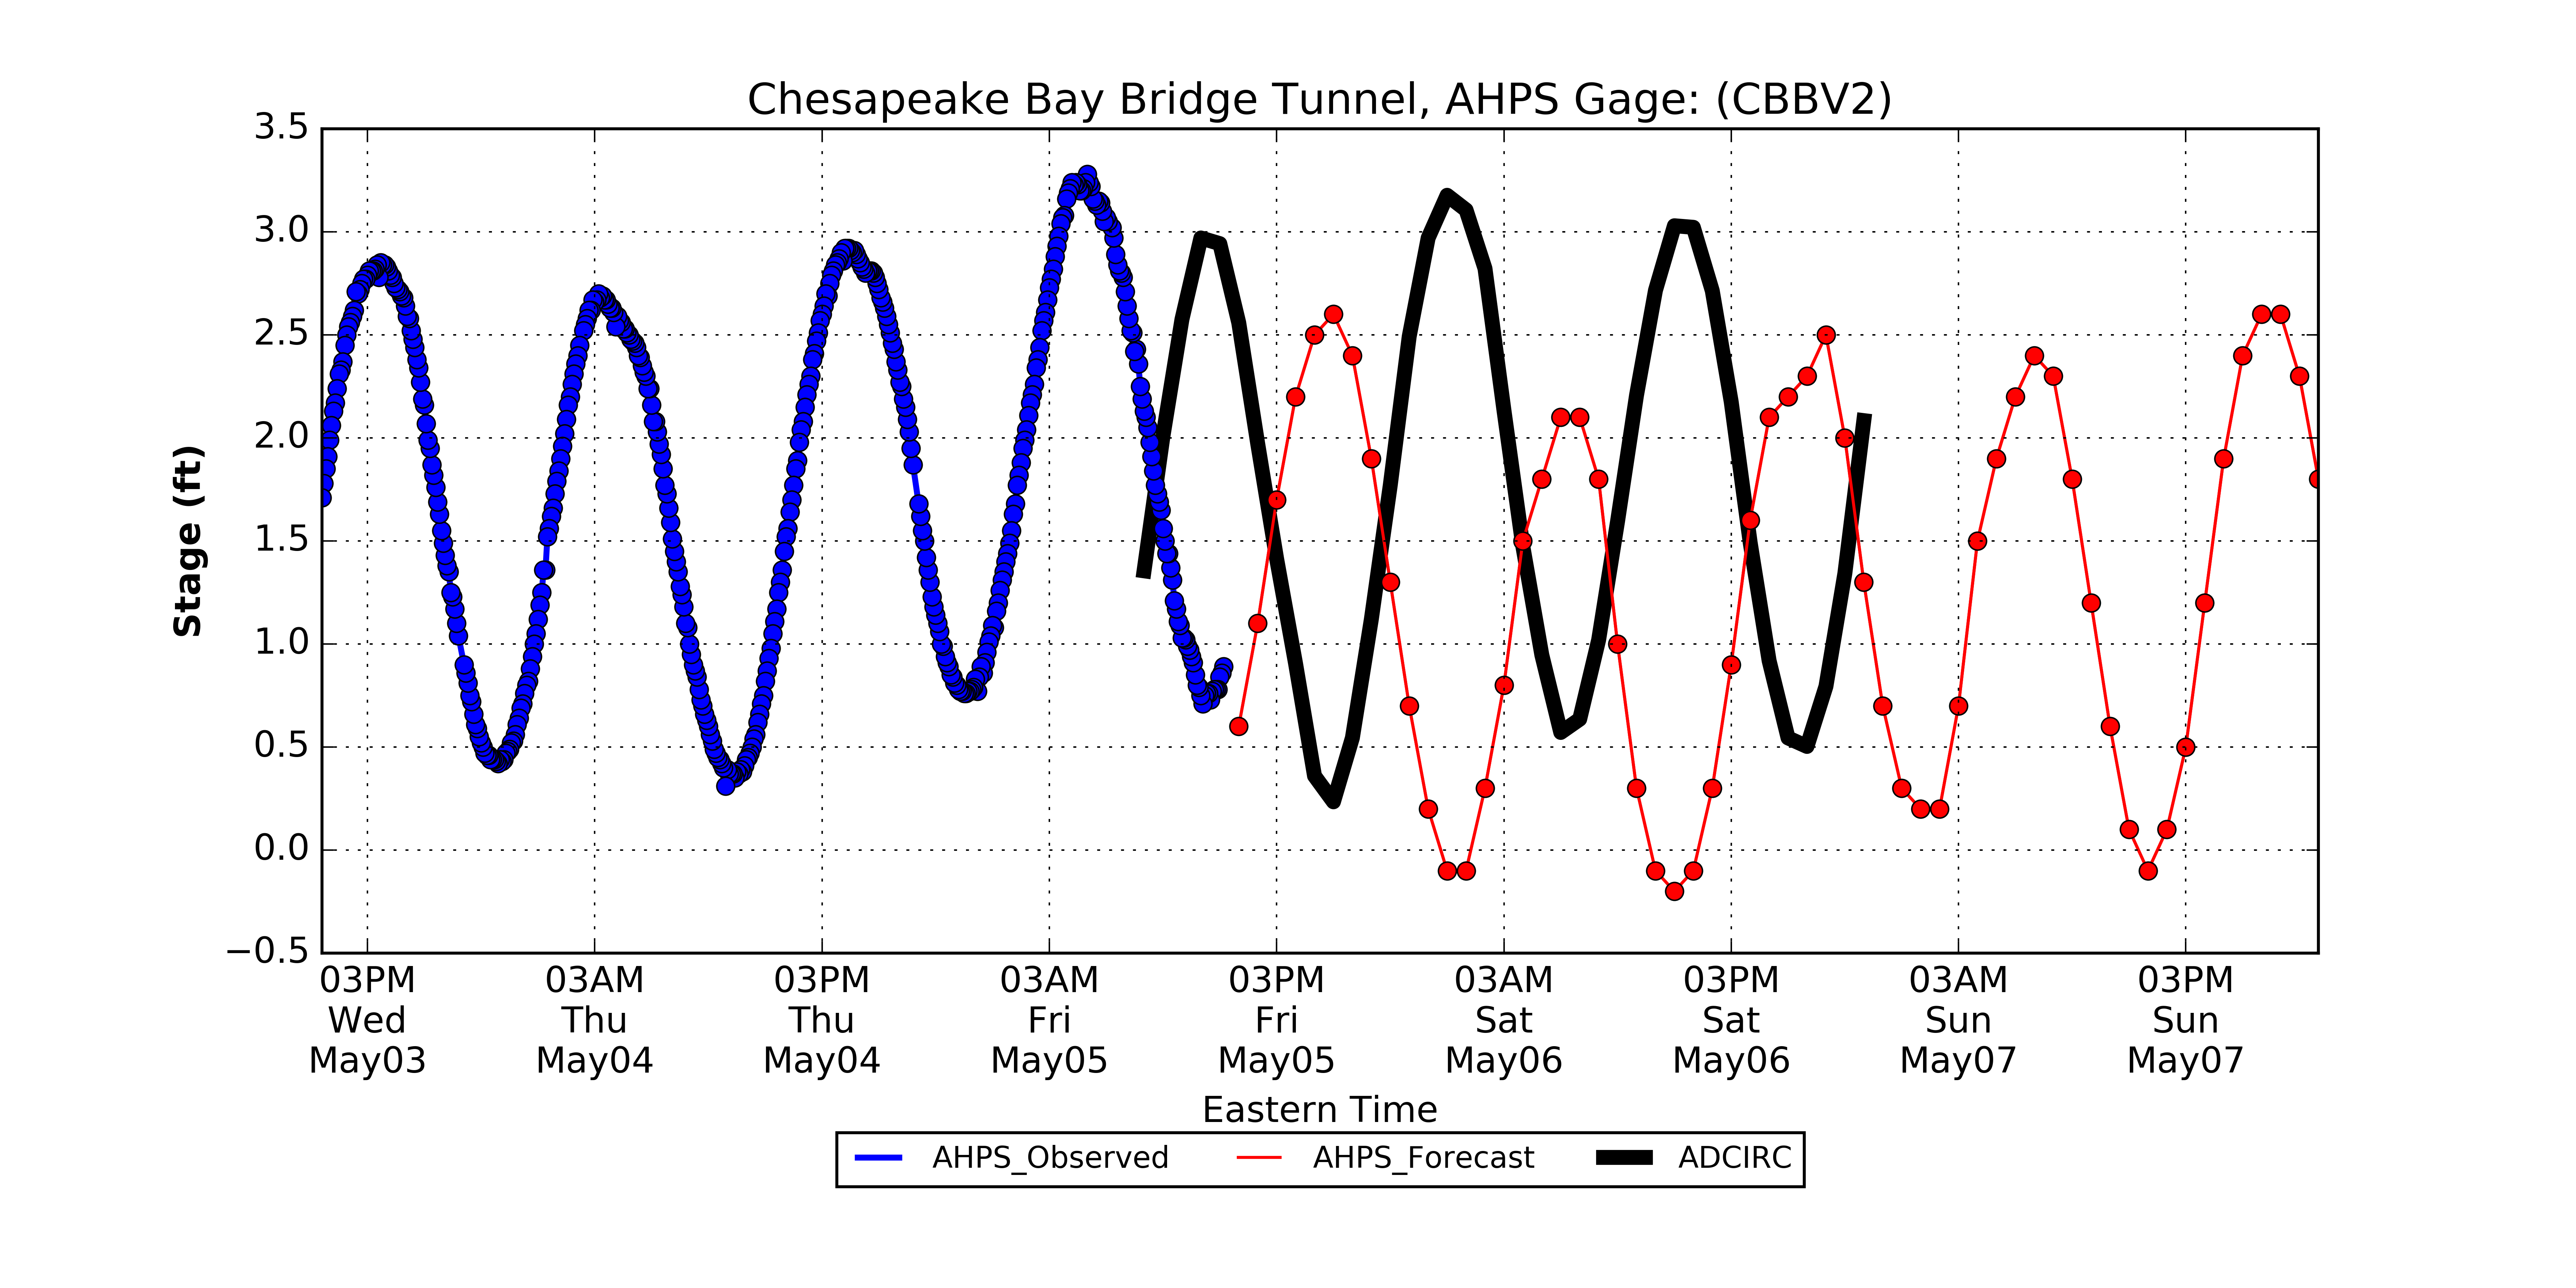 Chesapeake Bay Bridge Tunnel, AHPS Gage: (CBBV2)
3.5
3.0
2.5
2.0
1.5
1.0
0.5
0.0
−0.5
Stage (ft)
03PM 03AM 03PM 03AM 03PM 03AM 03PM 03AM 03PM
Wed Thu Thu Fri Fri Sat Sat Sun Sun
May03 May04 May04 May05 May05 May06 May06 May07 May07
Eastern Time
AHPS_Observed AHPS_Forecast ADCIRC